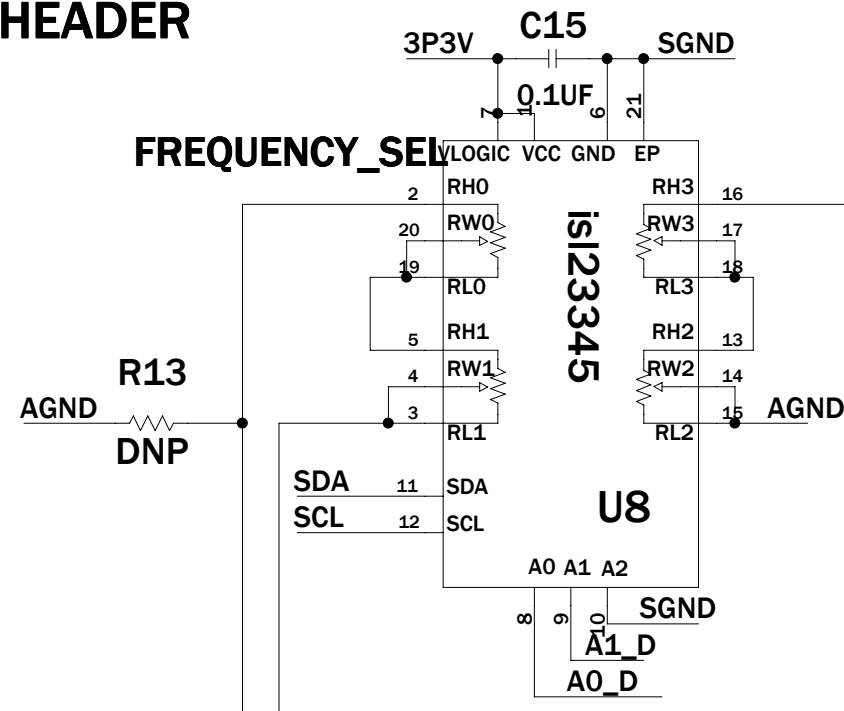 HEADER
C15
3P3V SGND
0.1UF
7 1 6 21
FREQUENCY_SEL
VLOGIC VCC GND EP
2 RH0 RH3 16
20 RW0 RW3 17
19 RL0 RL3 18
isl23345
5 RH1 RH2 13
R13
4 RW1 RW2 14
AGND 3 RL1 RL2 15 AGND
DNP
SDA 11 SDA
U8
SCL 12 SCL
A0 A1 A2
8 9 10 SGND
A1_D
A0_D